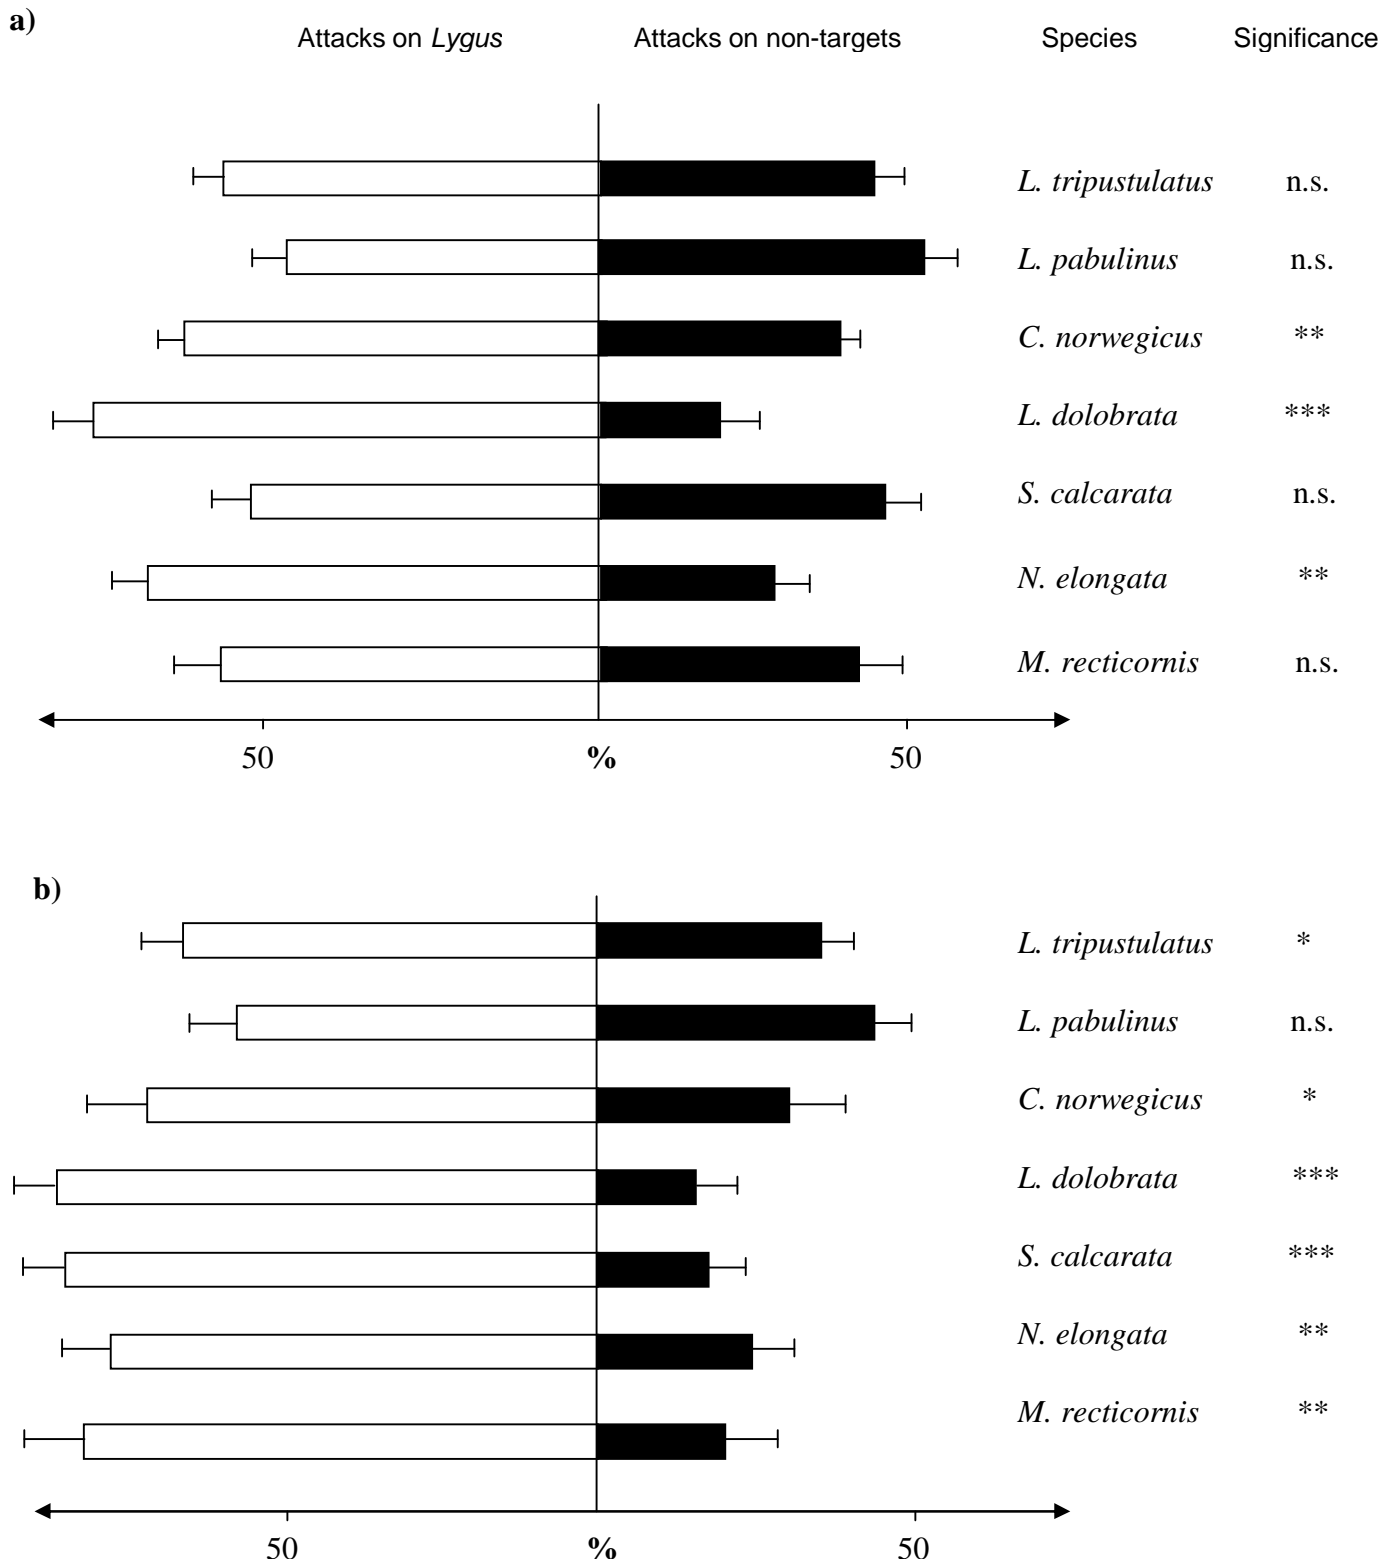 a)
Attacks on Lygus Attacks on non-targets Species Significance
L. tripustulatus n.s.
L. pabulinus n.s.
C. norwegicus **
L. dolobrata ***
S. calcarata n.s.
N. elongata **
M. recticornis n.s.
50 % 50
b)
L. tripustulatus *
L. pabulinus n.s.
C. norwegicus *
L. dolobrata ***
S. calcarata ***
N. elongata **
M. recticornis **
50 % 50